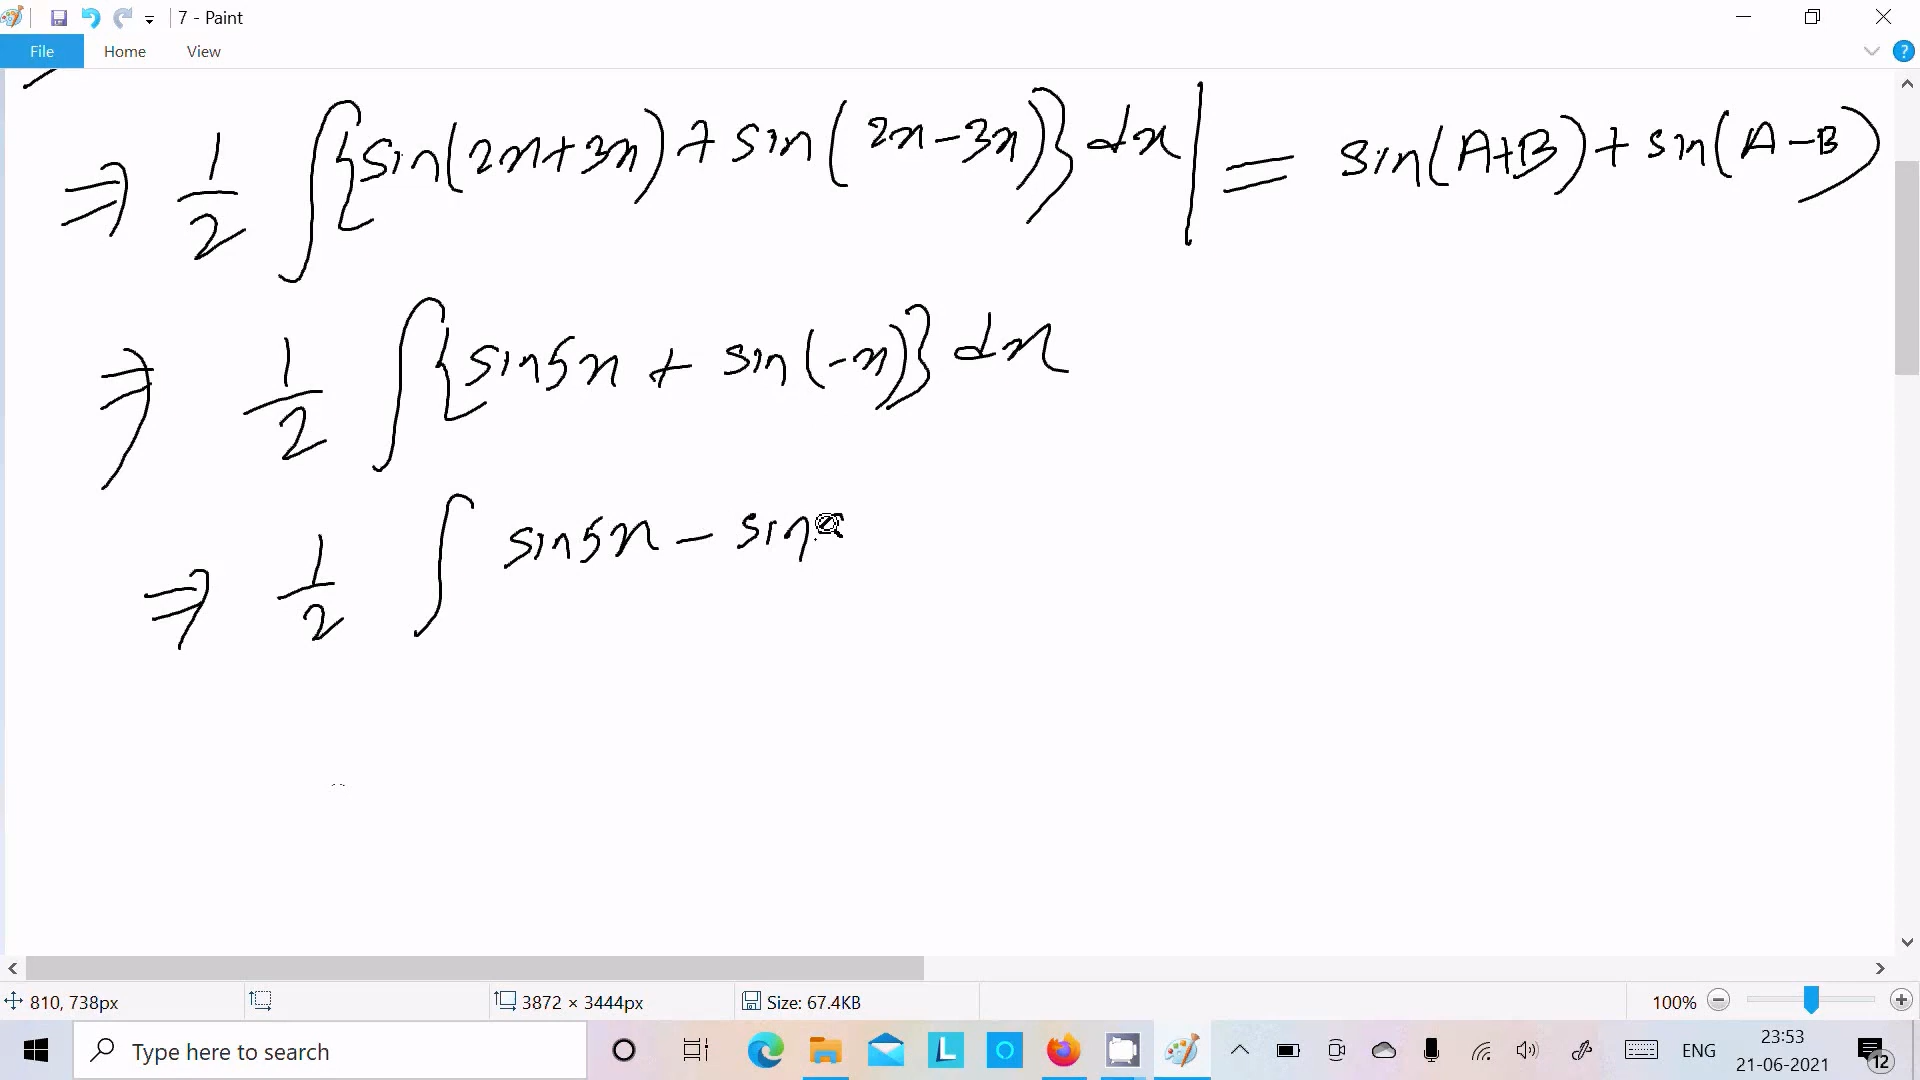 7 - Paint
File Home View
⇒ 1/2 ∫{sin(2x+3x)+sin(2x-3x)}dx | = sin(A+B)+sin(A-B)
⇒ 1/2 ∫{sin5x + sin(-x)}dx
⇒ 1/2 ∫ sin5x - sin
810, 738px 3872 × 3444px Size: 67.4KB 100%
Type here to search ENG 23:53
21-06-2021 12